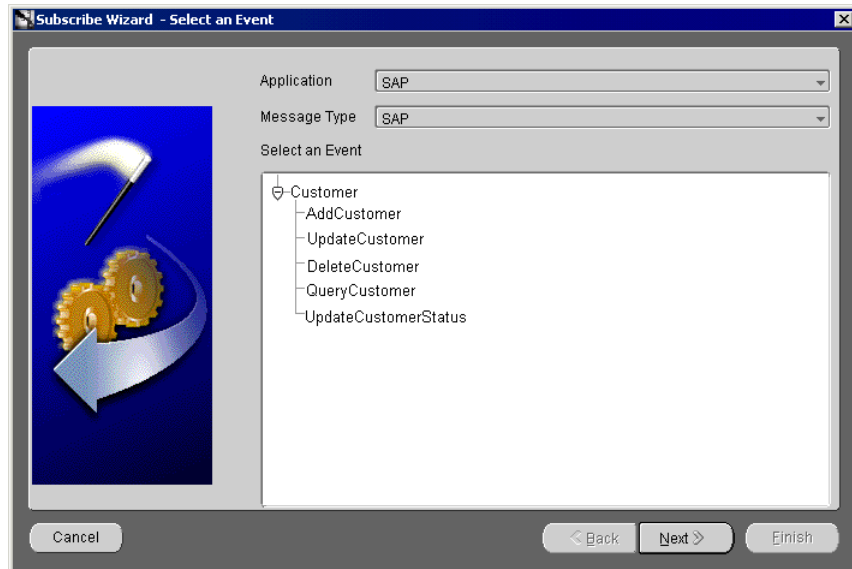 Subscribe Wizard - Select an Event
Application SAP
Message Type SAP
Select an Event
Customer
AddCustomer
UpdateCustomer
DeleteCustomer
QueryCustomer
UpdateCustomerStatus
Cancel Back Next Finish